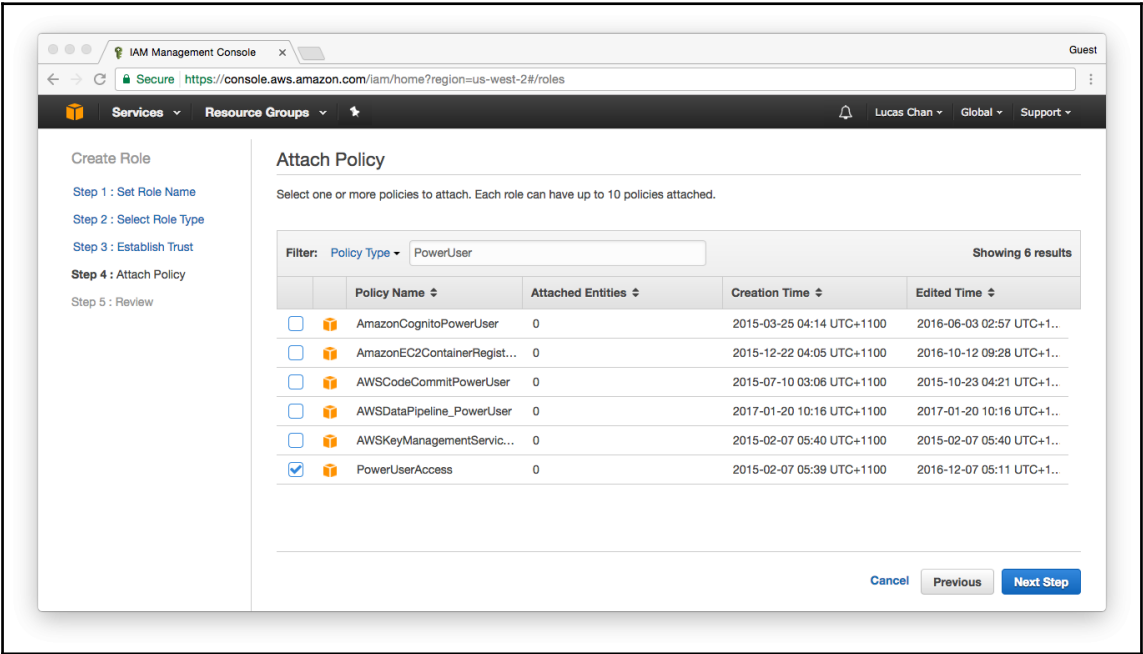 IAM Management Console
Guest
Secure https://console.aws.amazon.com/iam/home?region=us-west-2#/roles
Services Resource Groups Lucas Chan Global Support
Create Role
Step 1 : Set Role Name
Step 2 : Select Role Type
Step 3 : Establish Trust
Step 4 : Attach Policy
Step 5 : Review
Attach Policy
Select one or more policies to attach. Each role can have up to 10 policies attached.
Filter: Policy Type PowerUser Showing 6 results
Policy Name Attached Entities Creation Time Edited Time
AmazonCognitoPowerUser 0 2015-03-25 04:14 UTC+1100 2016-06-03 02:57 UTC+1..
AmazonEC2ContainerRegist... 0 2015-12-22 04:05 UTC+1100 2016-10-12 09:28 UTC+1..
AWSCodeCommitPowerUser 0 2015-07-10 03:06 UTC+1100 2015-10-23 04:21 UTC+1..
AWSDataPipeline_PowerUser 0 2017-01-20 10:16 UTC+1100 2017-01-20 10:16 UTC+1..
AWSKeyManagementServic... 0 2015-02-07 05:40 UTC+1100 2015-02-07 05:40 UTC+1..
PowerUserAccess 0 2015-02-07 05:39 UTC+1100 2016-12-07 05:11 UTC+1..
Cancel Previous Next Step